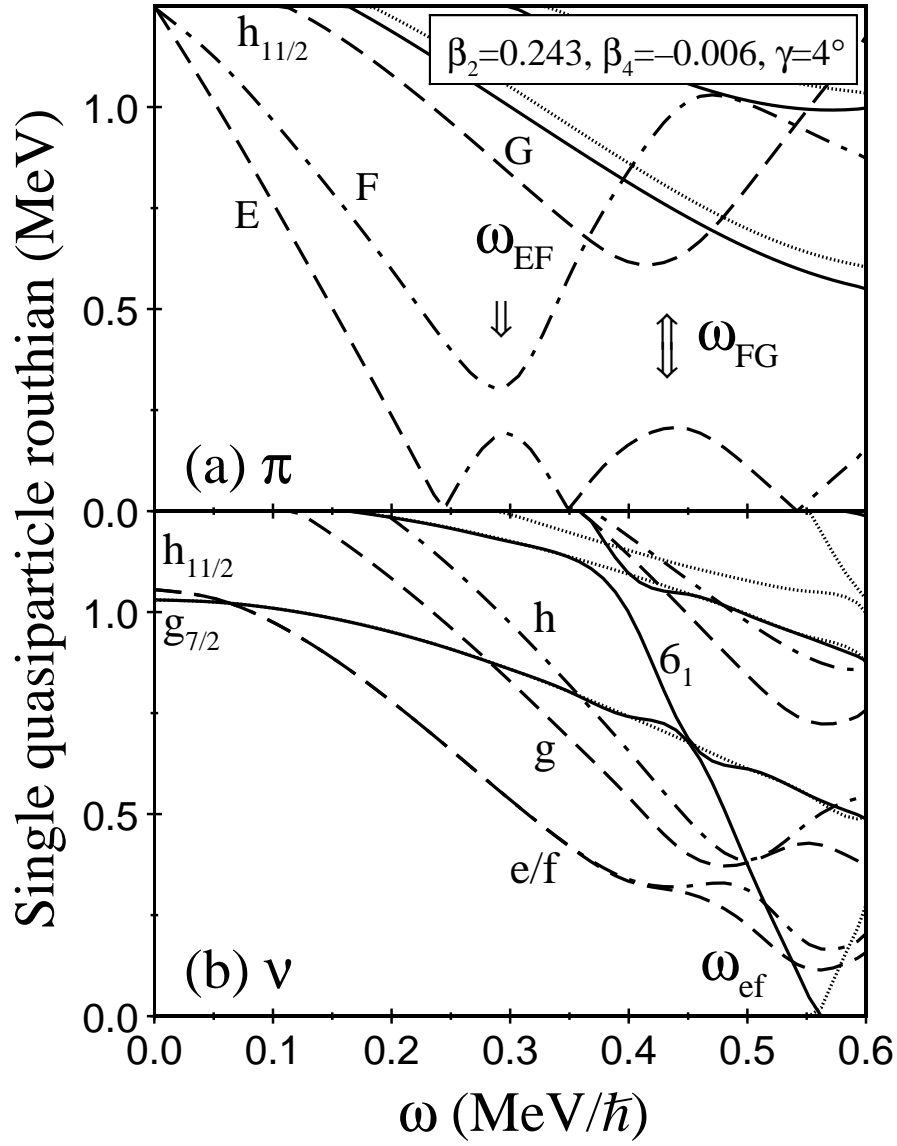 β2=0.243, β4=–0.006, γ=4°
h11/2
1.0
G
F
E
ωEF
0.5
ωFG
(a) π
0.0
h11/2
1.0
g7/2
h
61
g
0.5
e/f
(b) ν
ωef
0.0
0.0 0.1 0.2 0.3 0.4 0.5 0.6
ω (MeV/ℏ)
Single quasiparticle routhian (MeV)